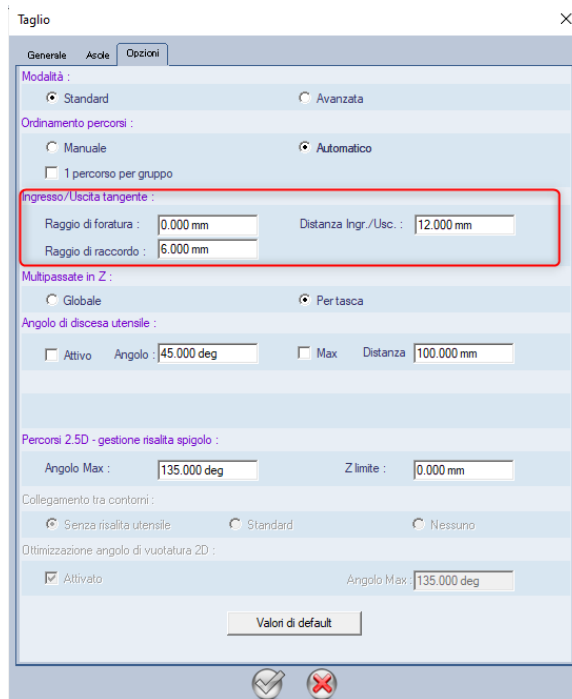 Taglio
Generale Asole Opzioni
Modalità :
Standard Avanzata
Ordinamento percorsi :
Manuale Automatico
1 percorso per gruppo
Ingresso/Uscita tangente :
Raggio di foratura : 0.000 mm Distanza Ingr./Usc. : 12.000 mm
Raggio di raccordo : 6.000 mm
Multipassate in Z :
Globale Per tasca
Angolo di discesa utensile :
Attivo Angolo : 45.000 deg Max Distanza 100.000 mm
Percorsi 2.5D - gestione risalita spigolo :
Angolo Max : 135.000 deg Z limite : 0.000 mm
Collegamento tra contorni :
Senza risalita utensile Standard Nessuno
Ottimizzazione angolo di vuotatura 2D :
Attivato Angolo Max : 135.000 deg
Valori di default